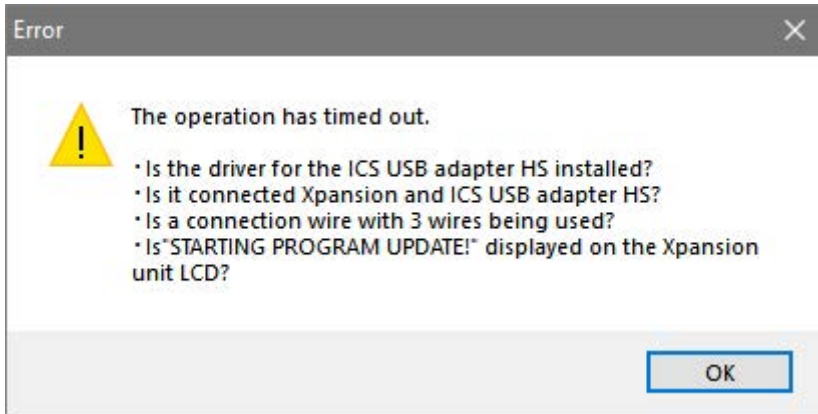 Error
The operation has timed out.
・Is the driver for the ICS USB adapter HS installed?
・Is it connected Xpansion and ICS USB adapter HS?
・Is a connection wire with 3 wires being used?
・Is"STARTING PROGRAM UPDATE!" displayed on the Xpansion
unit LCD?
OK